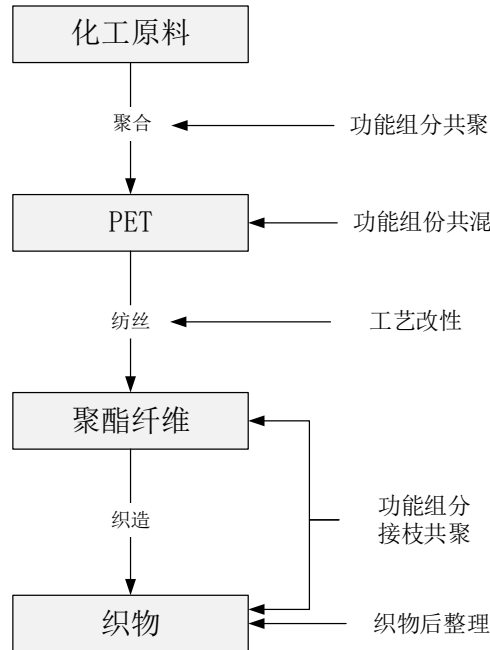 化工原料
聚合
功能组分共聚
PET
功能组份共混
纺丝
工艺改性
聚酯纤维
织造
功能组分
接枝共聚
织物
织物后整理